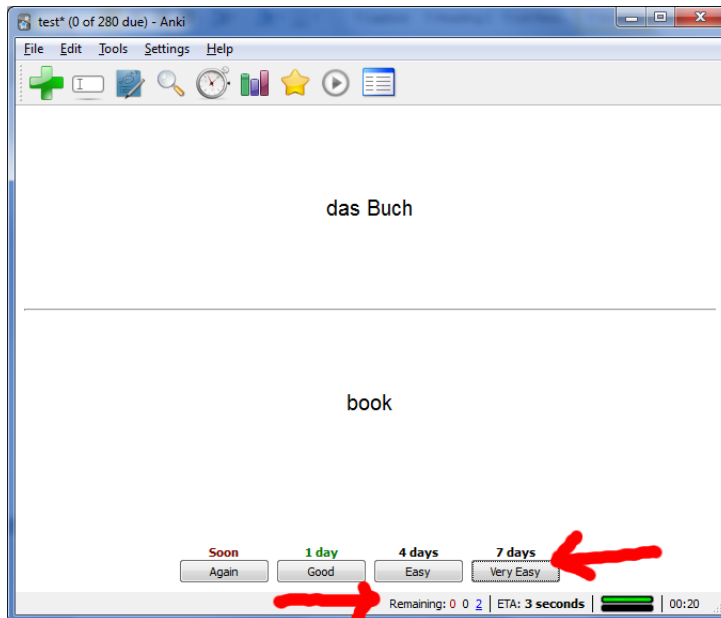 test* (0 of 280 due) - Anki
File Edit Tools Settings Help
das Buch
book
Soon 1 day 4 days 7 days
Again Good Easy Very Easy
Remaining: 0 0 2 ETA: 3 seconds 00:20